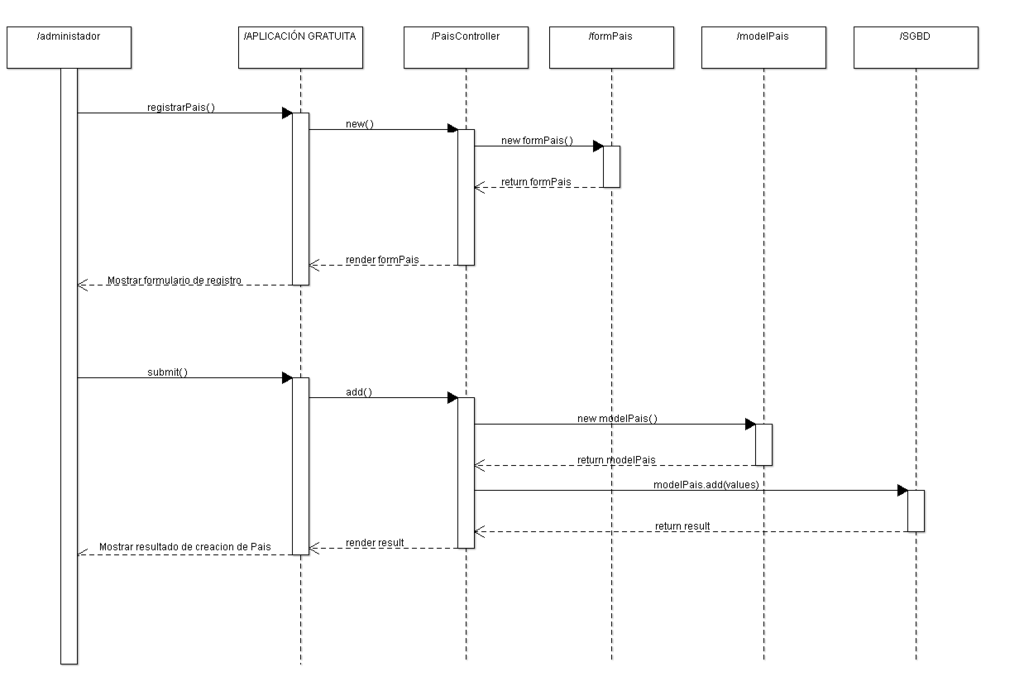 /administador
/APLICACIÓN GRATUITA
/PaisController
/formPais
/modelPais
/SGBD
registrarPais( )
new( )
new formPais( )
return formPais
render formPais
Mostrar formulario de registro
submit( )
add( )
new modelPais( )
return modelPais
modelPais.add(values)
return result
render result
Mostrar resultado de creacion de Pais